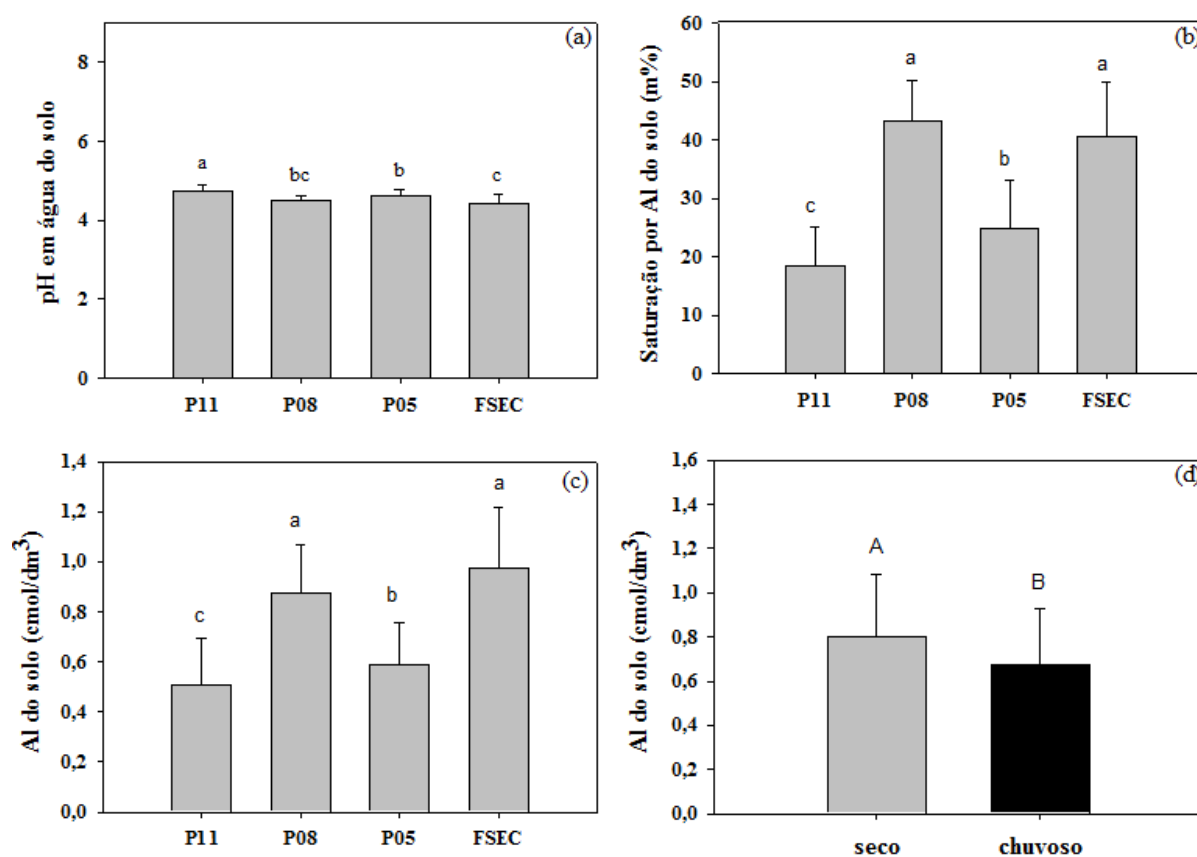 (a)
pH em água do solo
8
6
4
2
0
a
bc
b
c
P11 P08 P05 FSEC
(b)
Saturação por Al do solo (m%)
60
50
40
30
20
10
0
c
a
b
a
P11 P08 P05 FSEC
(c)
Al do solo (cmol/dm³)
1,4
1,2
1,0
0,8
0,6
0,4
0,2
0,0
c
a
b
a
P11 P08 P05 FSEC
(d)
Al do solo (cmol/dm³)
1,6
1,4
1,2
1,0
0,8
0,6
0,4
0,2
0,0
A
B
seco chuvoso